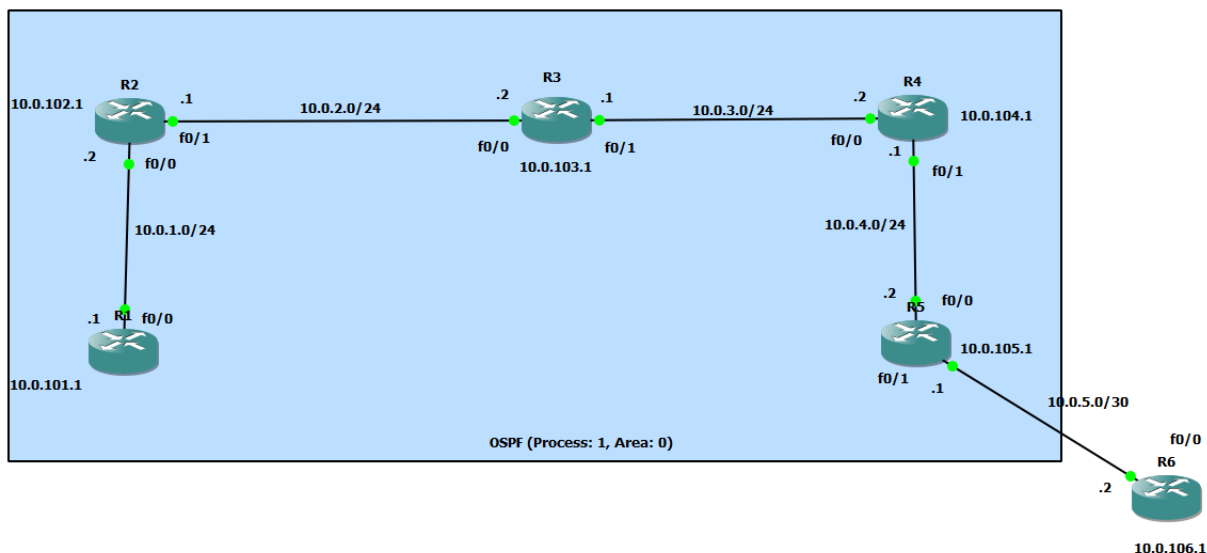 R2
R3
R4
10.0.102.1
.1
10.0.2.0/24
.2
.1
10.0.3.0/24
.2
10.0.104.1
f0/1
f0/0
f0/1
f0/0
.2
f0/0
10.0.103.1
.1
f0/1
10.0.1.0/24
10.0.4.0/24
.2
f0/0
.1
R1
f0/0
R5
10.0.101.1
10.0.105.1
f0/1
.1
10.0.5.0/30
OSPF (Process: 1, Area: 0)
f0/0
R6
.2
10.0.106.1